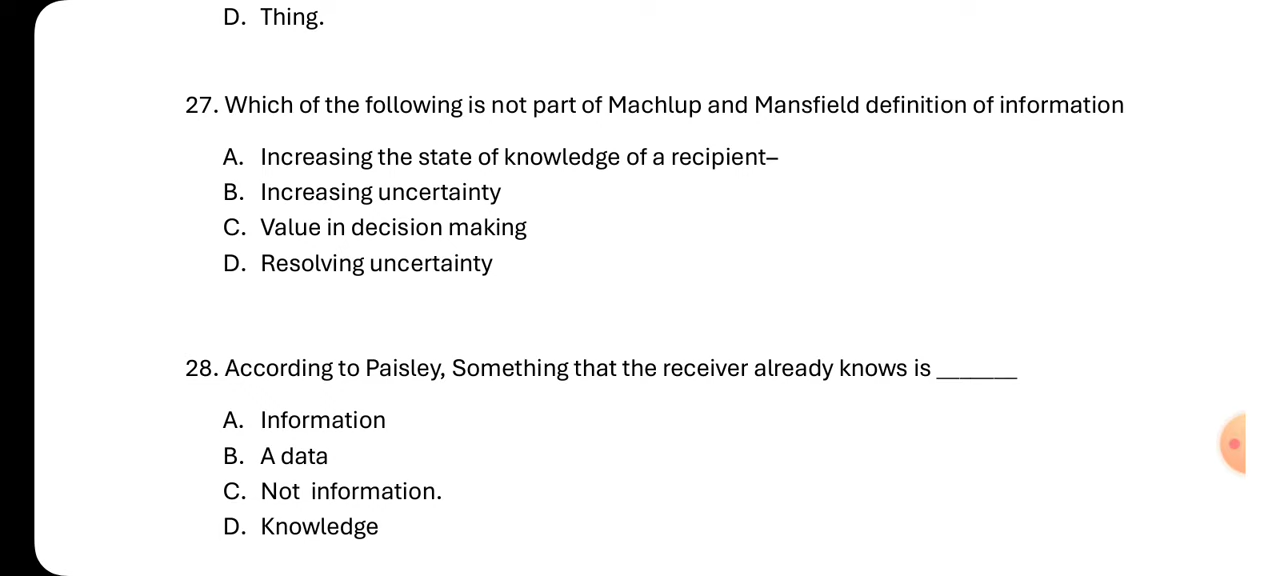 D. Thing.
27. Which of the following is not part of Machlup and Mansfield definition of information
A. Increasing the state of knowledge of a recipient–
B. Increasing uncertainty
C. Value in decision making
D. Resolving uncertainty
28. According to Paisley, Something that the receiver already knows is _______
A. Information
B. A data
C. Not information.
D. Knowledge